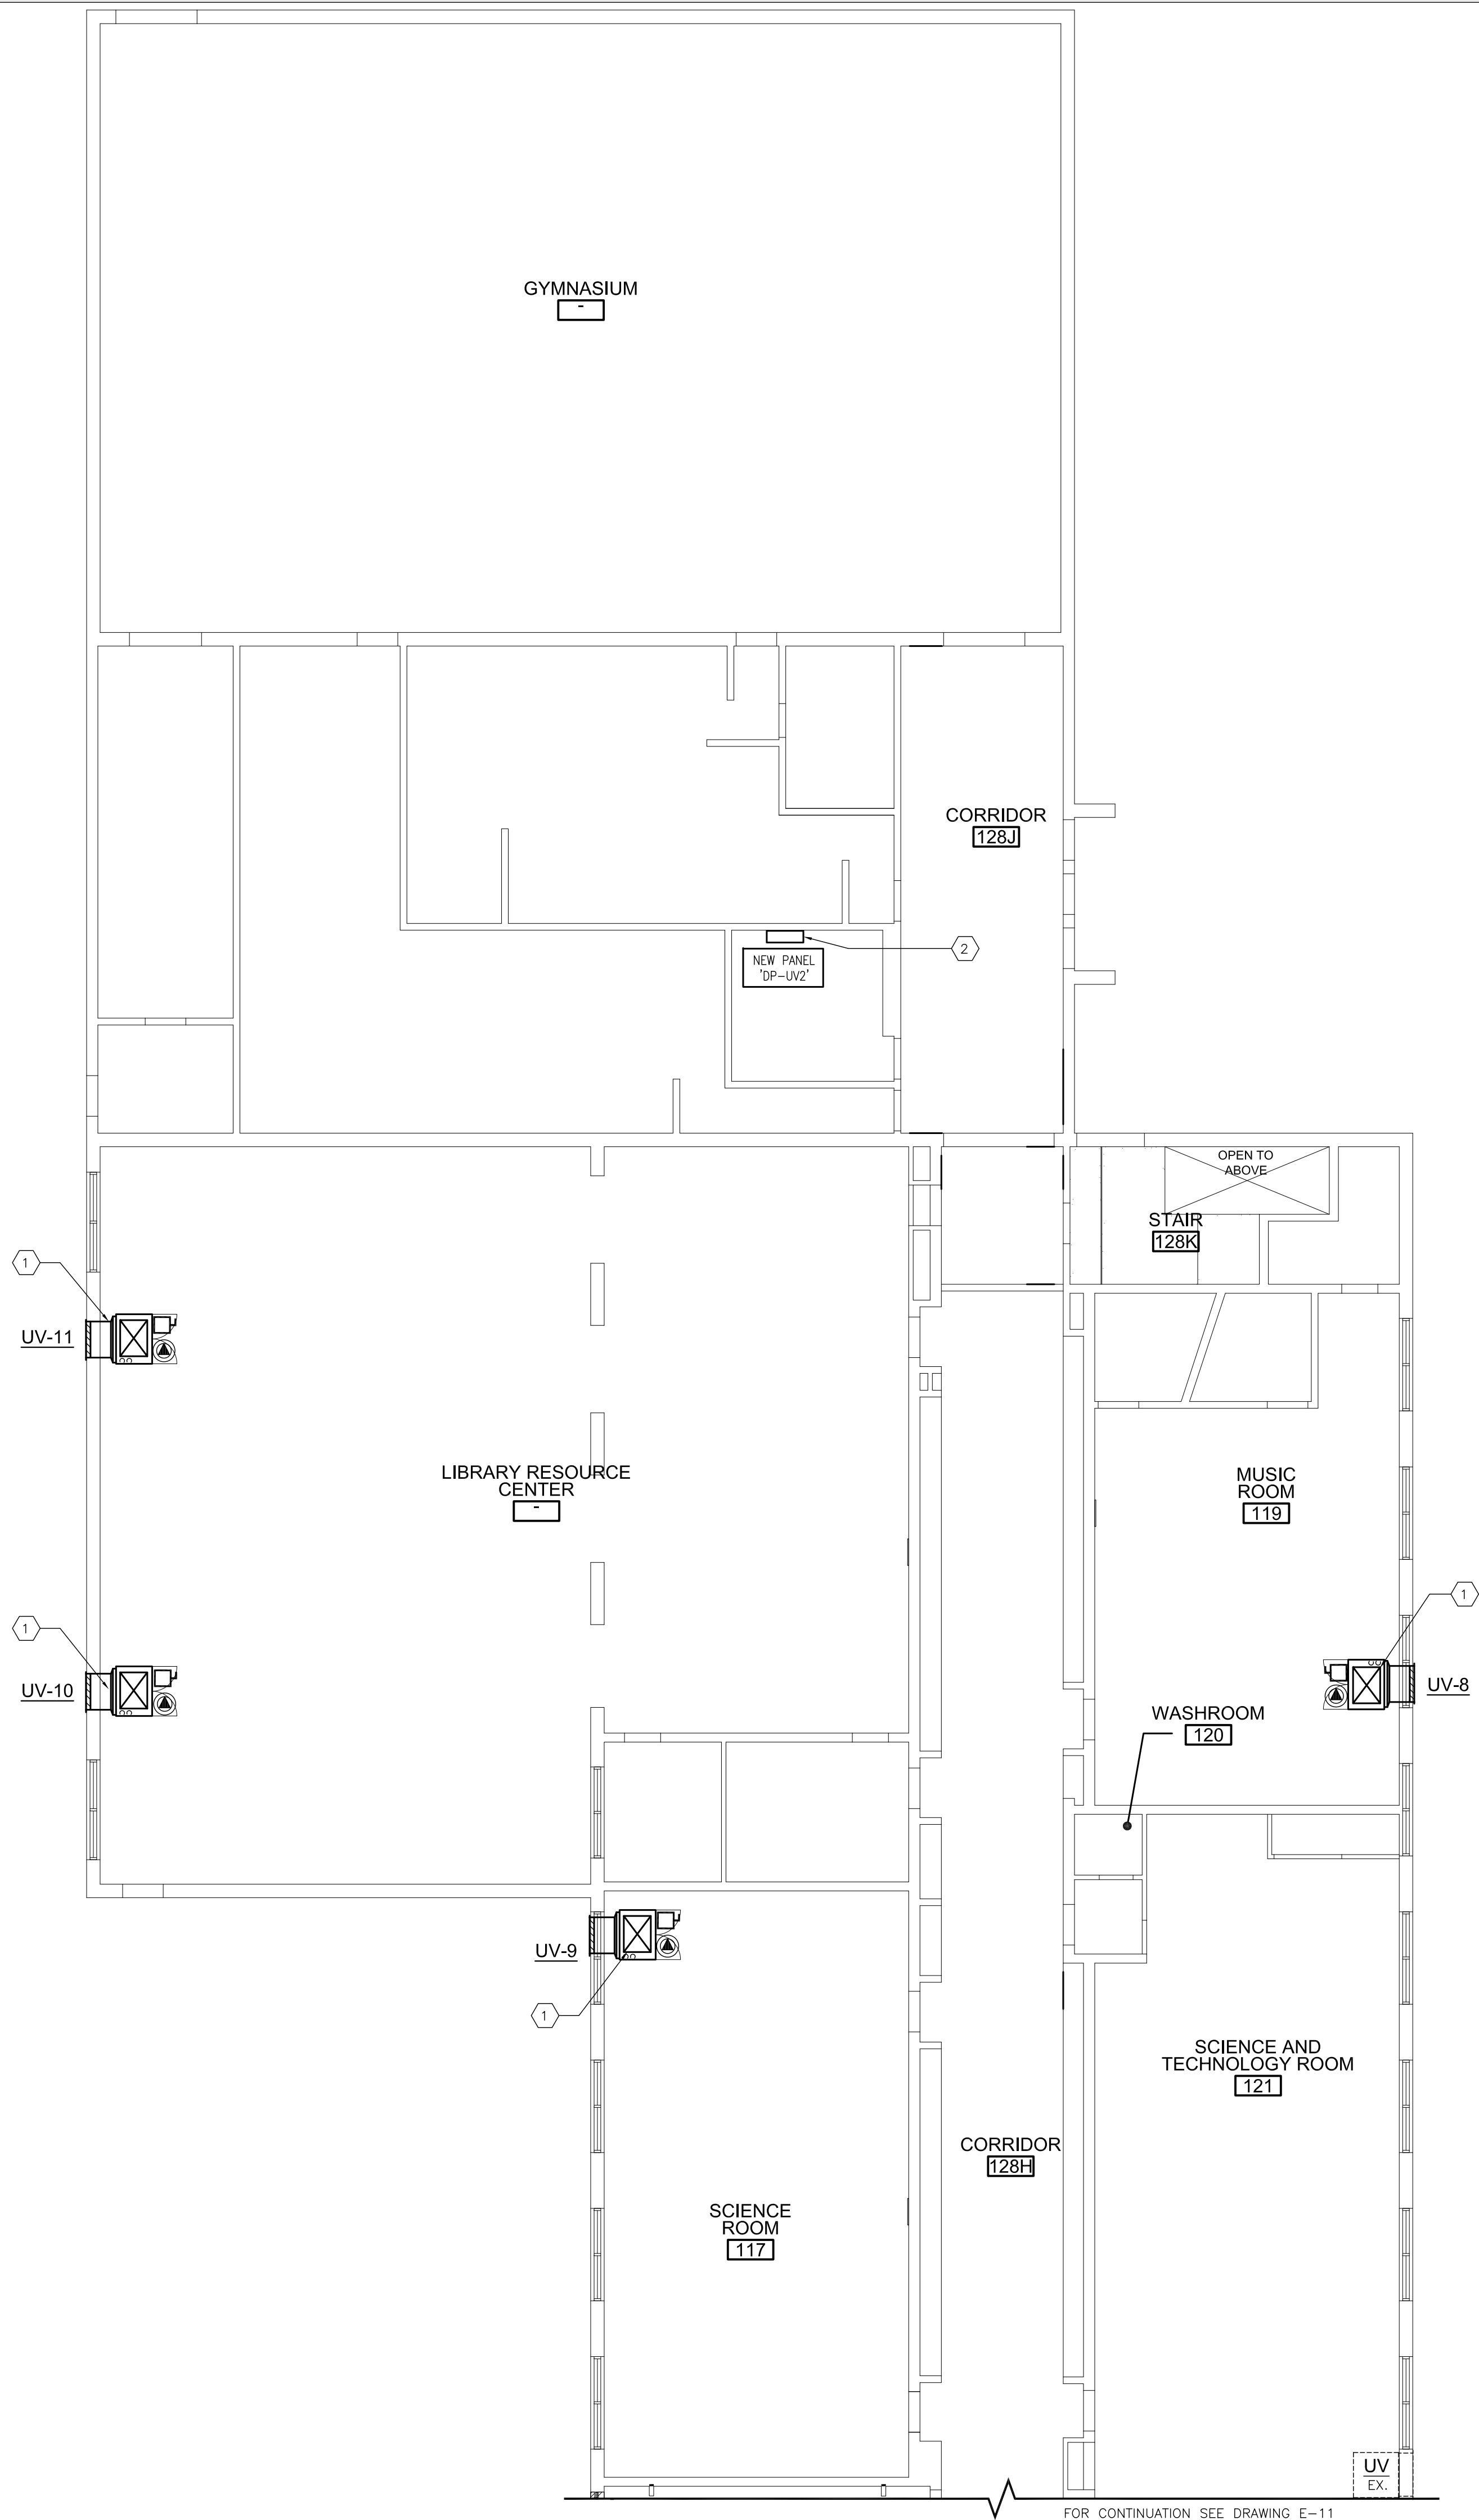 GYMNASIUM
-
CORRIDOR
128J
2
NEW PANEL
'DP-UV2'
OPEN TO
ABOVE
STAIR
128K
1
UV-11
LIBRARY RESOURCE
CENTER
-
MUSIC
ROOM
119
1
UV-10
1
UV-8
WASHROOM
120
UV-9
1
SCIENCE AND
TECHNOLOGY ROOM
121
CORRIDOR
128H
SCIENCE
ROOM
117
UV
EX.
FOR CONTINUATION SEE DRAWING E-11